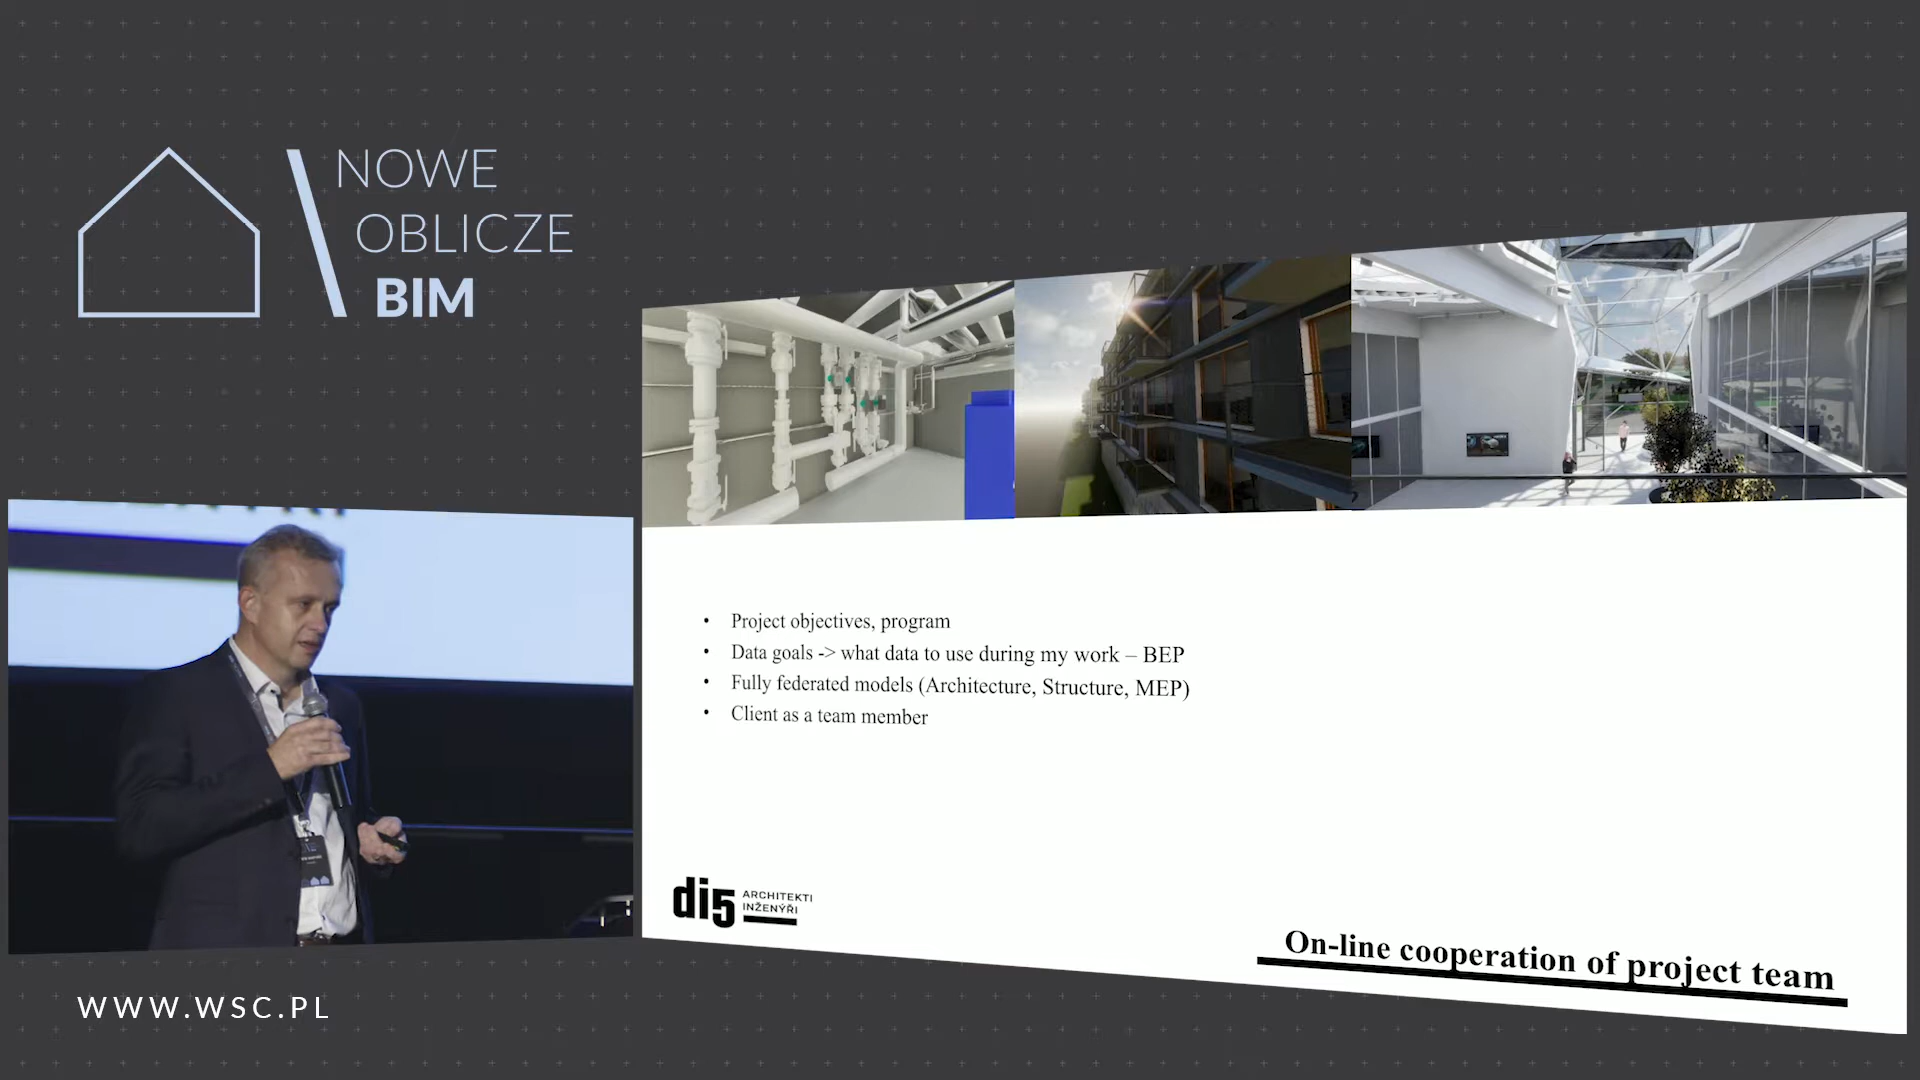 NOWE
OBLICZE
BIM
• Project objectives, program
• Data goals -> what data to use during my work – BEP
• Fully federated models (Architecture, Structure, MEP)
• Client as a team member
di5 ARCHITEKTI
INŽENÝŘI
On-line cooperation of project team
WWW.WSC.PL